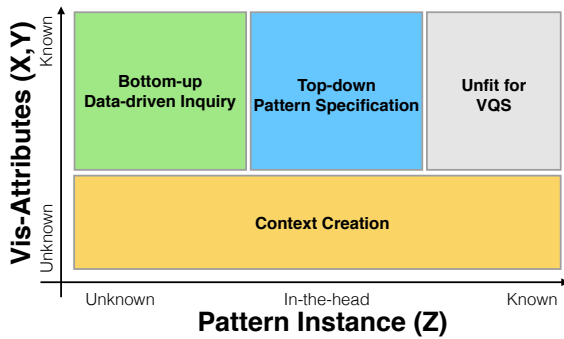 Vis-Attributes (X,Y)
Known
Unknown
Bottom-up
Data-driven Inquiry
Top-down
Pattern Specification
Unfit for
VQS
Context Creation
Unknown
In-the-head
Known
Pattern Instance (Z)